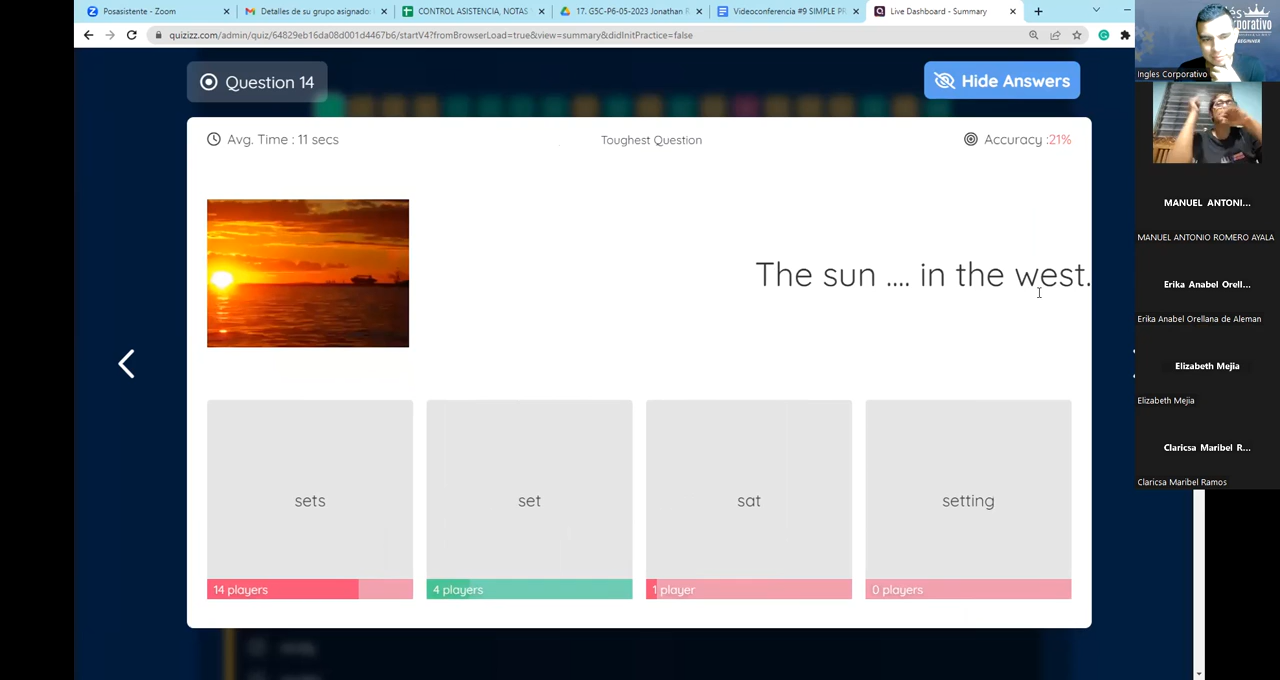 Posasistente - Zoom
Detalles de su grupo asignado:
CONTROL ASISTENCIA, NOTAS
17. G5C-P6-05-2023 Jonathan R
Videoconferencia #9 SIMPLE PR
Live Dashboard - Summary
quizizz.com/admin/quiz/64829eb16da08d001d4467b6/startV4?fromBrowserLoad=true&view=summary&didInitPractice=false
Question 14
Hide Answers
Avg. Time : 11 secs
Toughest Question
Accuracy :21%
The sun .... in the west.
sets
set
sat
setting
14 players
4 players
1 player
0 players
Inglés
Corporativo
Ingles Corporativo
MANUEL ANTONI...
MANUEL ANTONIO ROMERO AYALA
Erika Anabel Orell...
Erika Anabel Orellana de Aleman
Elizabeth Mejia
Elizabeth Mejia
Claricsa Maribel R...
Claricsa Maribel Ramos